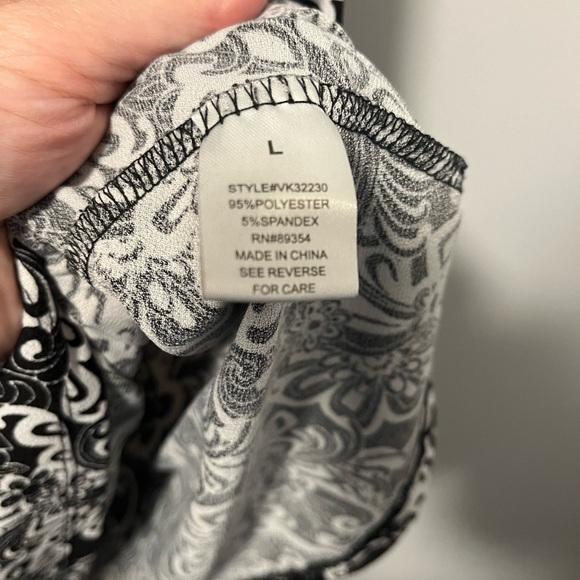 L
STYLE#VK32230
95%POLYESTER
5%SPANDEX
RN#89354
MADE IN CHINA
SEE REVERSE
FOR CARE